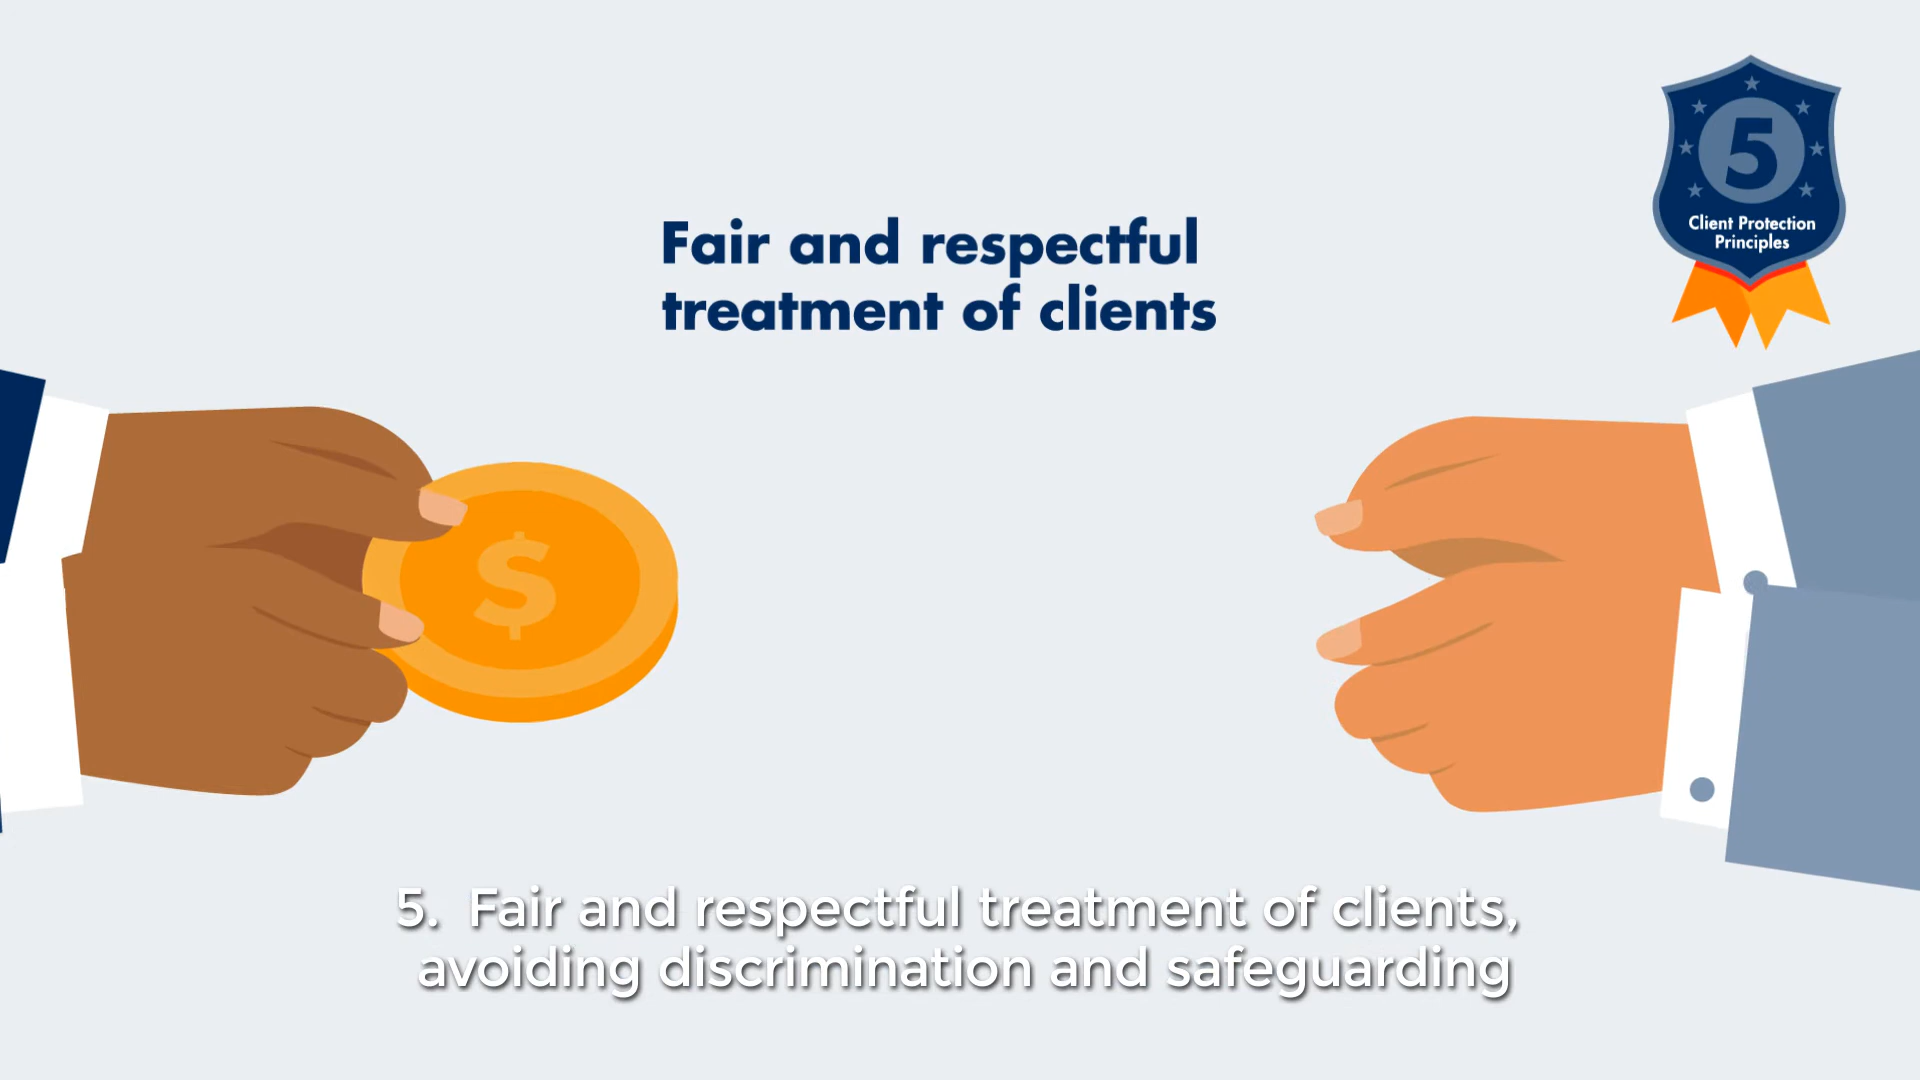 5
Client Protection
Principles
Fair and respectful
treatment of clients
$
5. Fair and respectful treatment of clients,
avoiding discrimination and safeguarding